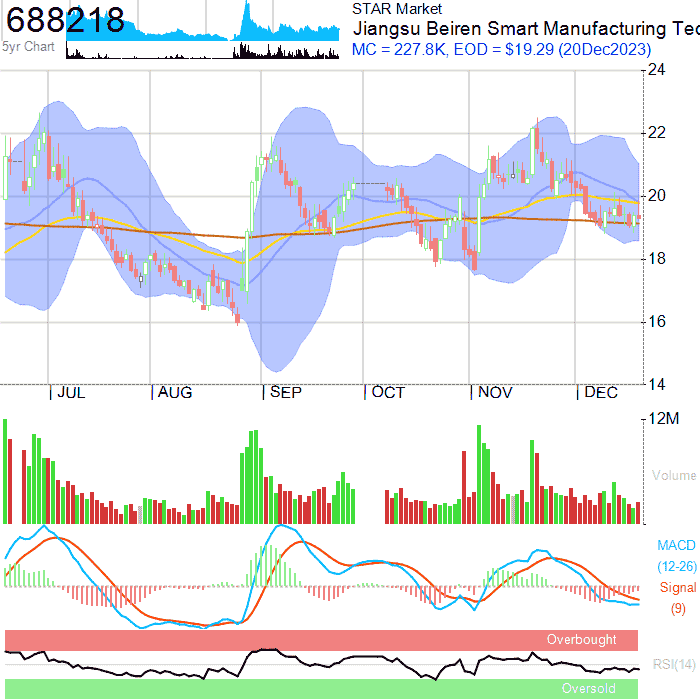 688218
5yr Chart
STAR Market
Jiangsu Beiren Smart Manufacturing Tec
MC = 227.8K, EOD = $19.29 (20Dec2023)
24
22
20
18
16
14
JUL
AUG
SEP
OCT
NOV
DEC
12M
Volume
MACD
(12-26)
Signal
(9)
Overbought
RSI(14)
Oversold